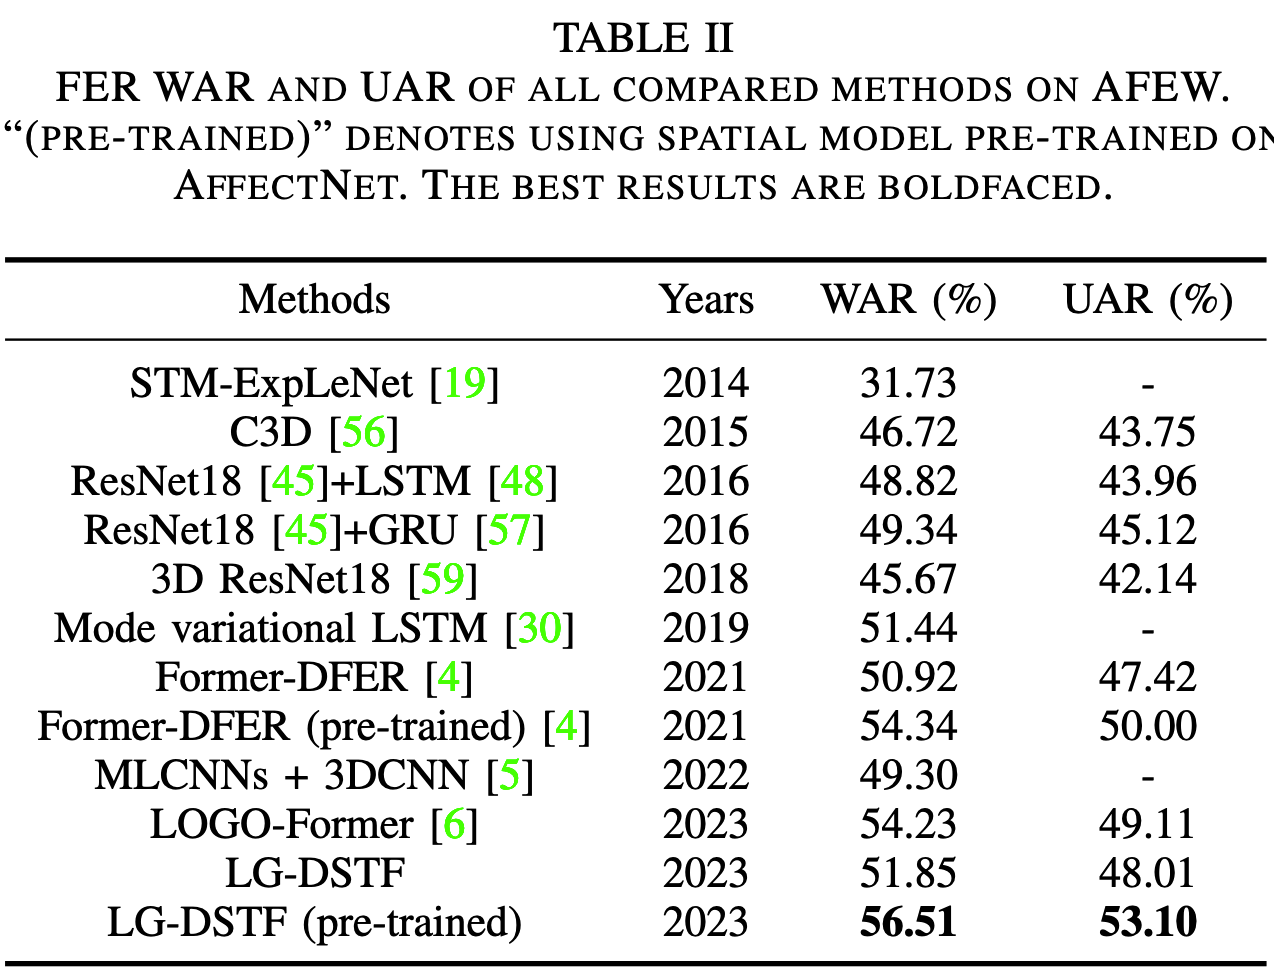 TABLE II
FER WAR AND UAR OF ALL COMPARED METHODS ON AFEW.
“(PRE-TRAINED)” DENOTES USING SPATIAL MODEL PRE-TRAINED ON
AFFECTNET. THE BEST RESULTS ARE BOLDFACED.
Methods Years WAR (%) UAR (%)
STM-ExpLeNet [19] 2014 31.73 -
C3D [56] 2015 46.72 43.75
ResNet18 [45]+LSTM [48] 2016 48.82 43.96
ResNet18 [45]+GRU [57] 2016 49.34 45.12
3D ResNet18 [59] 2018 45.67 42.14
Mode variational LSTM [30] 2019 51.44 -
Former-DFER [4] 2021 50.92 47.42
Former-DFER (pre-trained) [4] 2021 54.34 50.00
MLCNNs + 3DCNN [5] 2022 49.30 -
LOGO-Former [6] 2023 54.23 49.11
LG-DSTF 2023 51.85 48.01
LG-DSTF (pre-trained) 2023 56.51 53.10